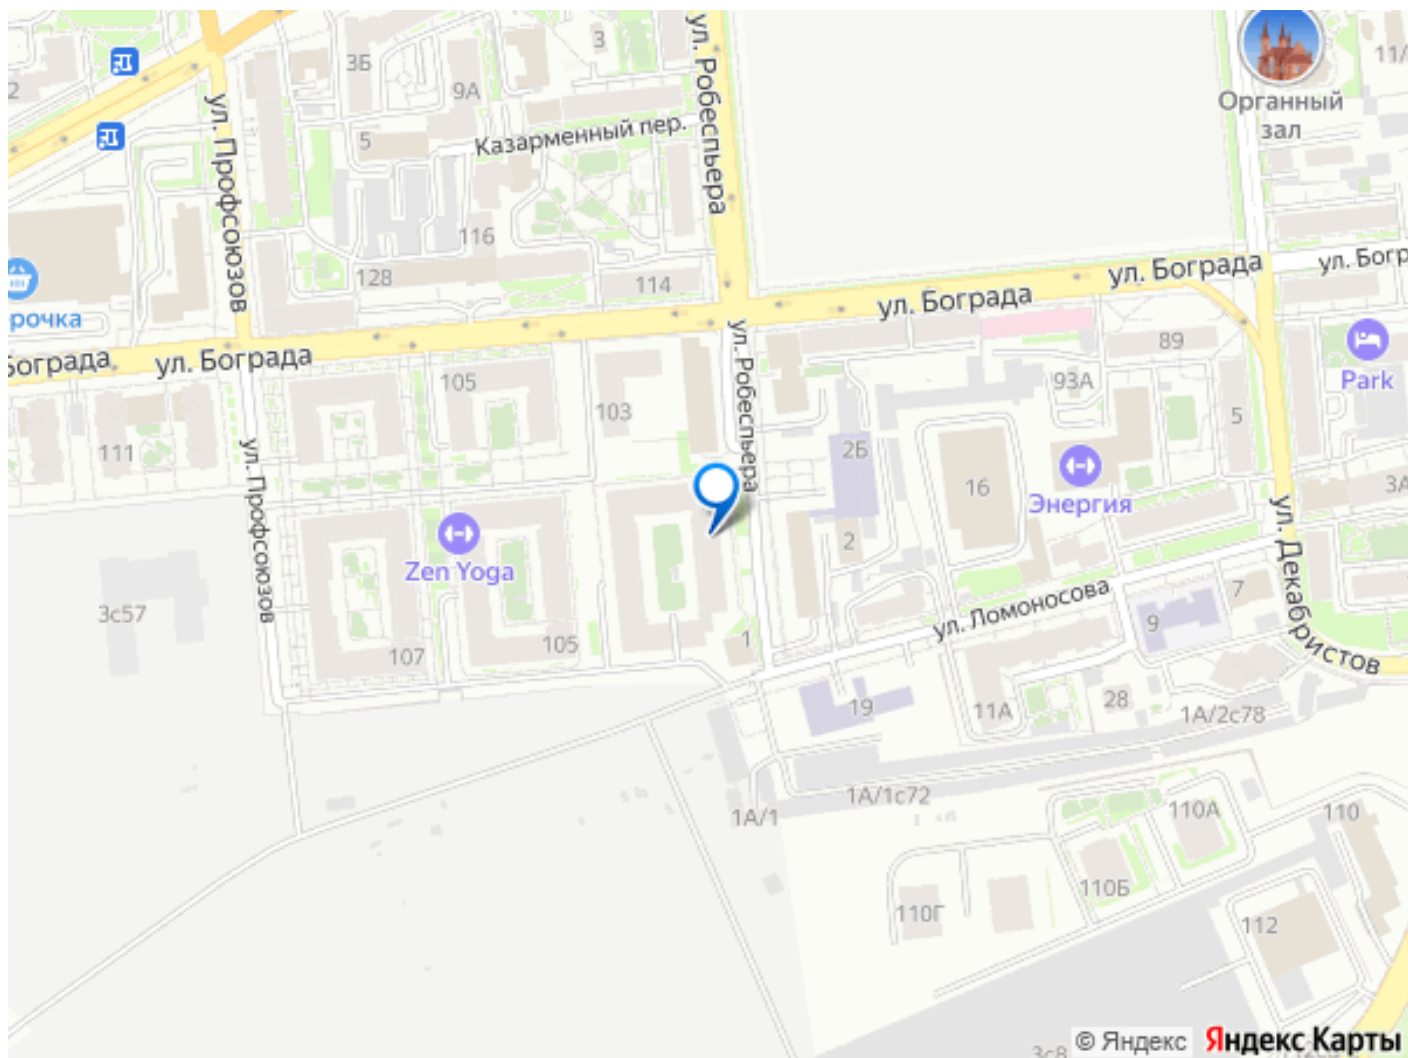 ул. Робеспьера
3
3Б
9А
2
11/
Органный
зал
ул. Профсоюзов
5
Казарменный пер.
116
128
114
ул. Бограда
ул. Богр
ул. Бограда
рочка
Бограда
ул. Бограда
ул. Робеспьера
89
93А
Park
105
103
5
111
2Б
16
Энергия
3А
ул. Профсоюзов
Zen Yoga
2
ул. Декабристов
3с57
ул. Ломоносова
7
9
107
105
1
19
11А
28
1А/2с78
1А/1с72
1А/1
110А
110
110Б
110Г
112
3с8
© Яндекс
Яндекс Карты